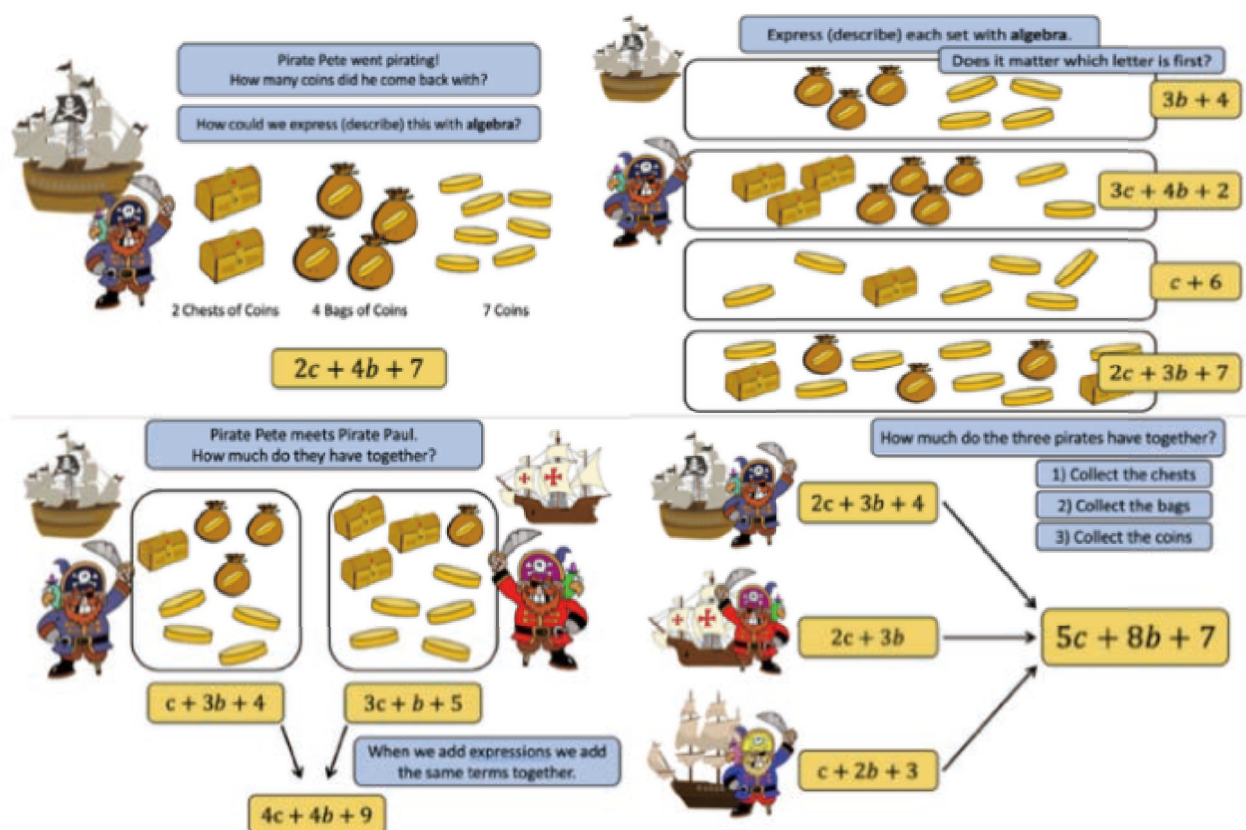 Pirate Pete went pirating!
How many coins did he come back with?
How could we express (describe) this with algebra?
2 Chests of Coins
4 Bags of Coins
7 Coins
2c + 4b + 7
Express (describe) each set with algebra.
Does it matter which letter is first?
3b + 4
3c + 4b + 2
c + 6
2c + 3b + 7
Pirate Pete meets Pirate Paul.
How much do they have together?
c + 3b + 4
3c + b + 5
When we add expressions we add
the same terms together.
4c + 4b + 9
How much do the three pirates have together?
1) Collect the chests
2) Collect the bags
3) Collect the coins
2c + 3b + 4
2c + 3b
c + 2b + 3
5c + 8b + 7